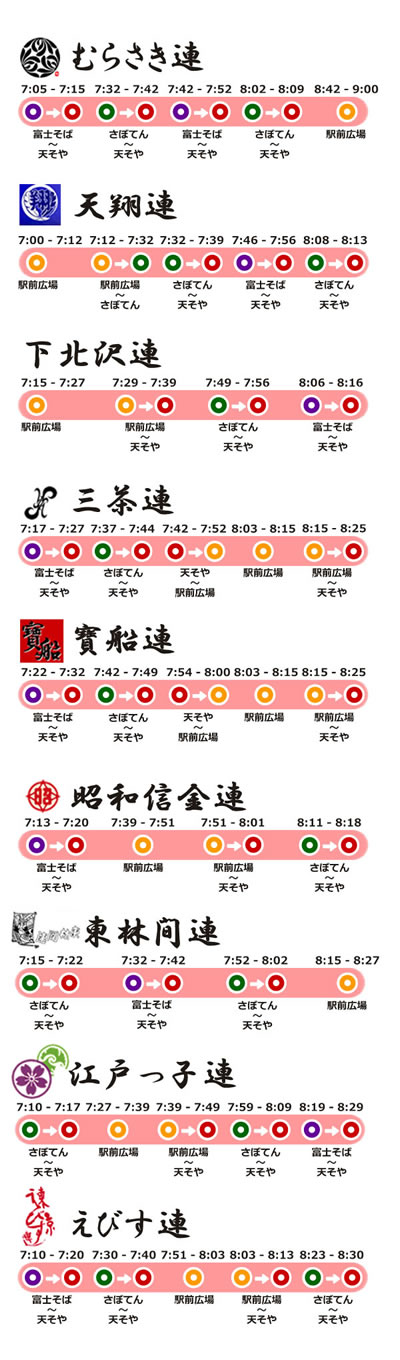 むらさき連
7:05 - 7:15 7:32 - 7:42 7:42 - 7:52 8:02 - 8:09 8:42 - 9:00
富士そば さぼてん 富士そば さぼてん 駅前広場
～ ～ ～ ～
天そや 天そや 天そや 天そや
翔
天翔連
7:00 - 7:12 7:12 - 7:32 7:32 - 7:39 7:46 - 7:56 8:08 - 8:13
駅前広場 駅前広場 さぼてん 富士そば さぼてん
～ ～ ～ ～
さぼてん 天そや 天そや 天そや
下北沢連
7:15 - 7:27 7:29 - 7:39 7:49 - 7:56 8:06 - 8:16
駅前広場 駅前広場 さぼてん 富士そば
～ ～ ～
天そや 天そや 天そや
三茶連
7:17 - 7:27 7:37 - 7:44 7:42 - 7:52 8:03 - 8:15 8:15 - 8:25
富士そば さぼてん 天そや 駅前広場 駅前広場
～ ～ ～ ～
天そや 天そや 駅前広場 天そや
寶船
寶船連
7:22 - 7:32 7:42 - 7:49 7:54 - 8:00 8:03 - 8:15 8:15 - 8:25
富士そば さぼてん 天そや 駅前広場 駅前広場
～ ～ ～ ～
天そや 天そや 駅前広場 天そや
昭
昭和信金連
7:13 - 7:20 7:39 - 7:51 7:51 - 8:01 8:11 - 8:18
富士そば 駅前広場 駅前広場 さぼてん
～ ～ ～
天そや 天そや 天そや
東林間連
7:15 - 7:22 7:32 - 7:42 7:52 - 8:02 8:15 - 8:27
さぼてん 富士そば さぼてん 駅前広場
～ ～ ～
天そや 天そや 天そや
江戸っ子連
7:10 - 7:17 7:27 - 7:39 7:39 - 7:49 7:59 - 8:09 8:19 - 8:29
さぼてん 駅前広場 駅前広場 さぼてん 富士そば
～ ～ ～ ～
天そや 天そや 天そや 天そや
えびす連
7:10 - 7:20 7:30 - 7:40 7:51 - 8:03 8:03 - 8:13 8:23 - 8:30
富士そば さぼてん 駅前広場 駅前広場 さぼてん
～ ～ ～ ～
天そや 天そや 天そや 天そや